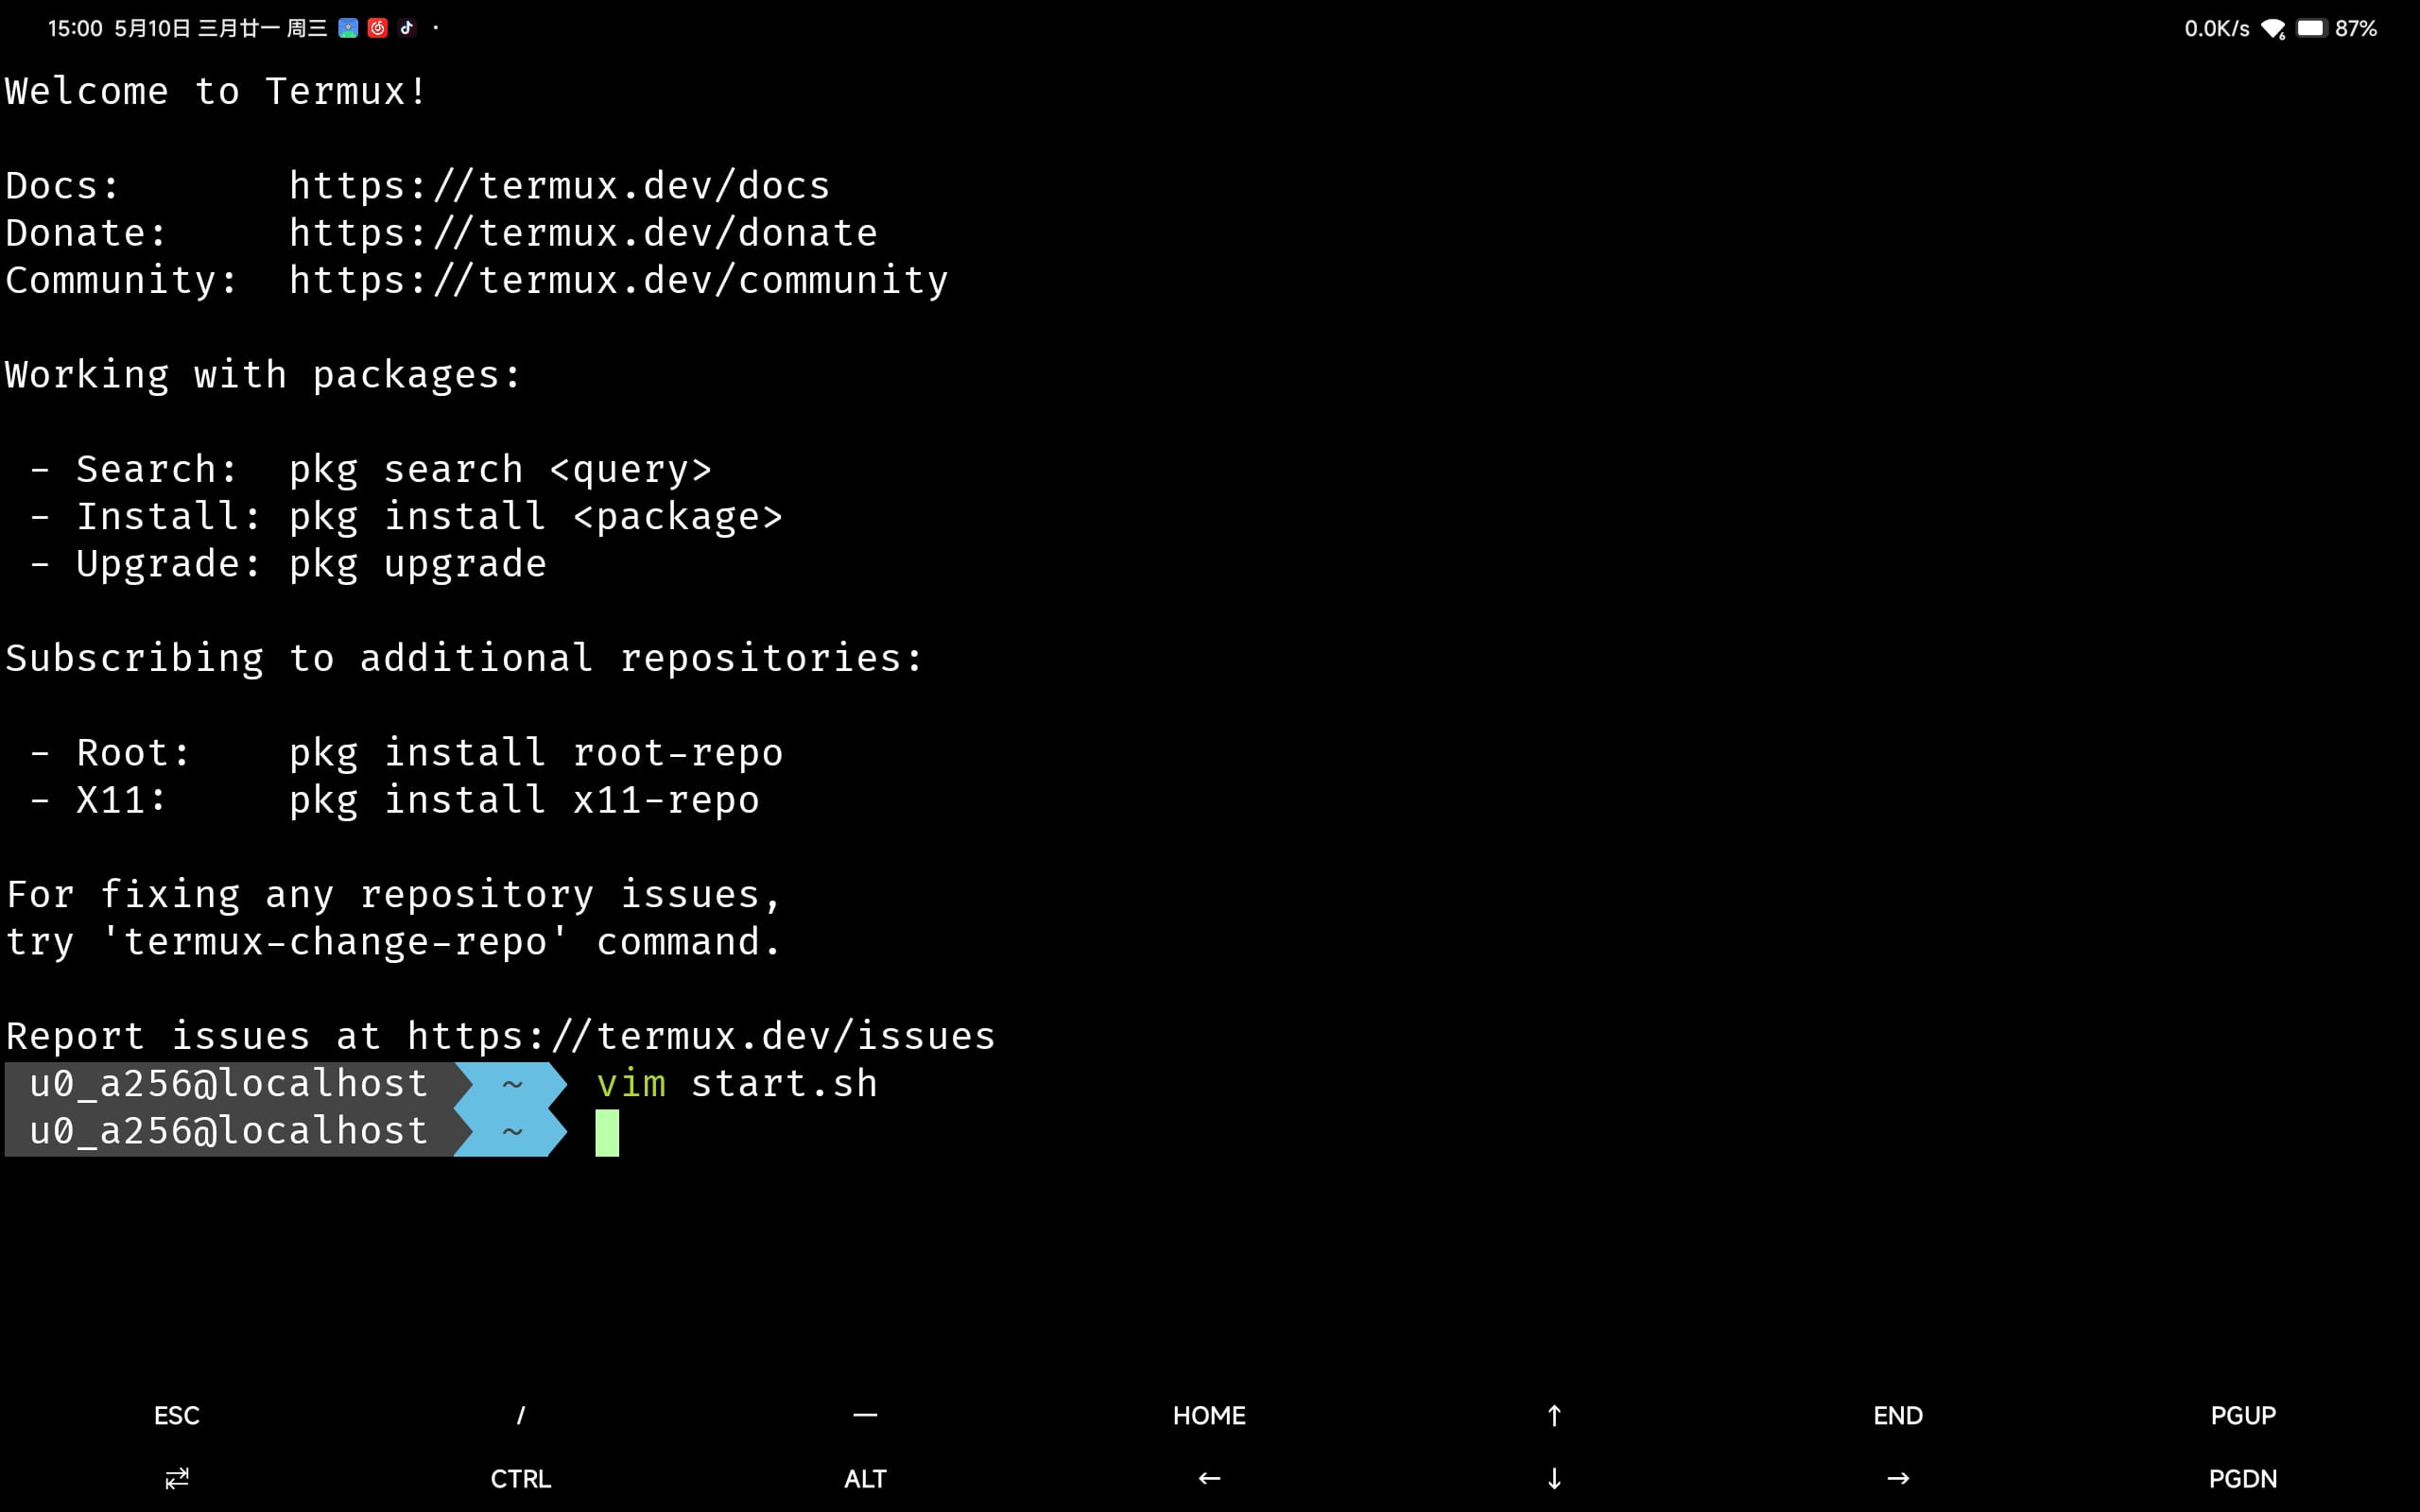 15:00 5月10日 三月廿一 周三 · 0.0K/s 6 87%
Welcome to Termux!
Docs: https://termux.dev/docs
Donate: https://termux.dev/donate
Community: https://termux.dev/community
Working with packages:
- Search: pkg search <query>
- Install: pkg install <package>
- Upgrade: pkg upgrade
Subscribing to additional repositories:
- Root: pkg install root-repo
- X11: pkg install x11-repo
For fixing any repository issues,
try 'termux-change-repo' command.
Report issues at https://termux.dev/issues
u0_a256@localhost ~ vim start.sh
u0_a256@localhost ~
ESC / — HOME ↑ END PGUP
⇄ CTRL ALT ← ↓ → PGDN